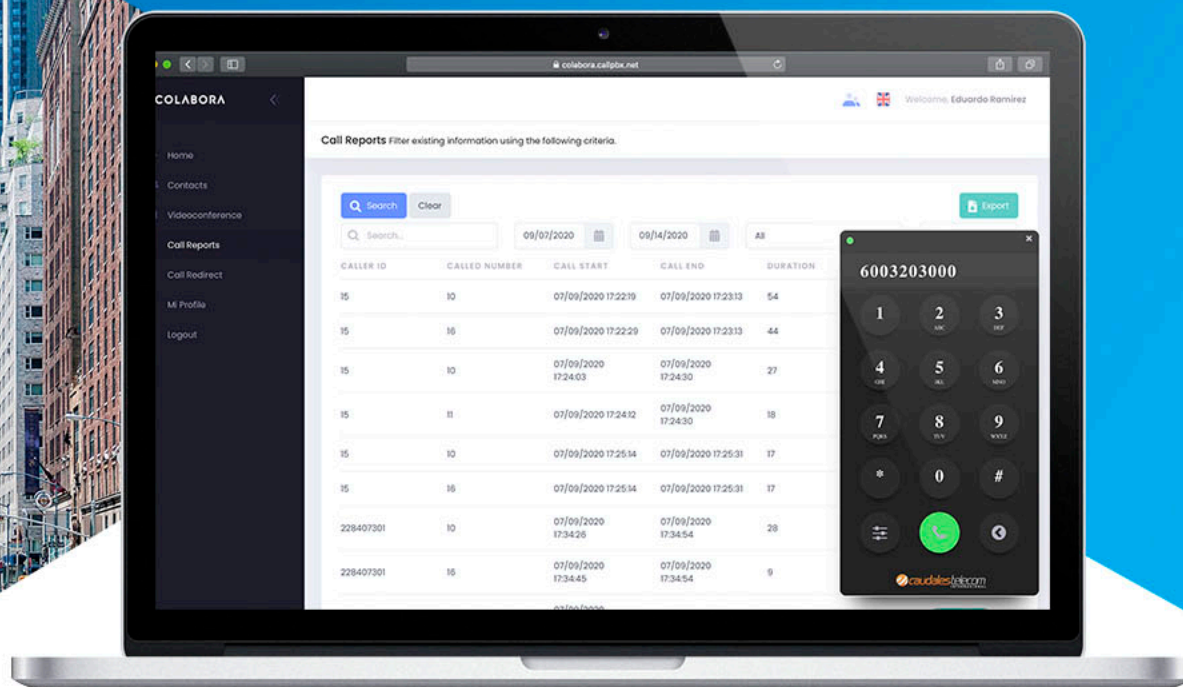 colabora.callpbx.net
COLABORA
Welcome, Eduardo Ramirez
Home
Contacts
Videoconference
Call Reports
Call Redirect
Mi Profile
Logout
Call Reports Filter existing information using the following criteria.
Search Clear Export
Search... 09/07/2020 09/14/2020 All
CALLER ID CALLED NUMBER CALL START CALL END DURATION
15 10 07/09/2020 17:22:19 07/09/2020 17:23:13 54
15 16 07/09/2020 17:22:29 07/09/2020 17:23:13 44
15 10 07/09/2020 17:24:03 07/09/2020 17:24:30 27
15 11 07/09/2020 17:24:12 07/09/2020 17:24:30 18
15 10 07/09/2020 17:25:14 07/09/2020 17:25:31 17
15 16 07/09/2020 17:25:14 07/09/2020 17:25:31 17
228407301 10 07/09/2020 17:34:26 07/09/2020 17:34:54 28
228407301 16 07/09/2020 17:34:45 07/09/2020 17:34:54 9
6003203000
1 2 ABC 3 DEF
4 GHI 5 JKL 6 MNO
7 PQRS 8 TUV 9 WXYZ
* 0 #
caudales telecom